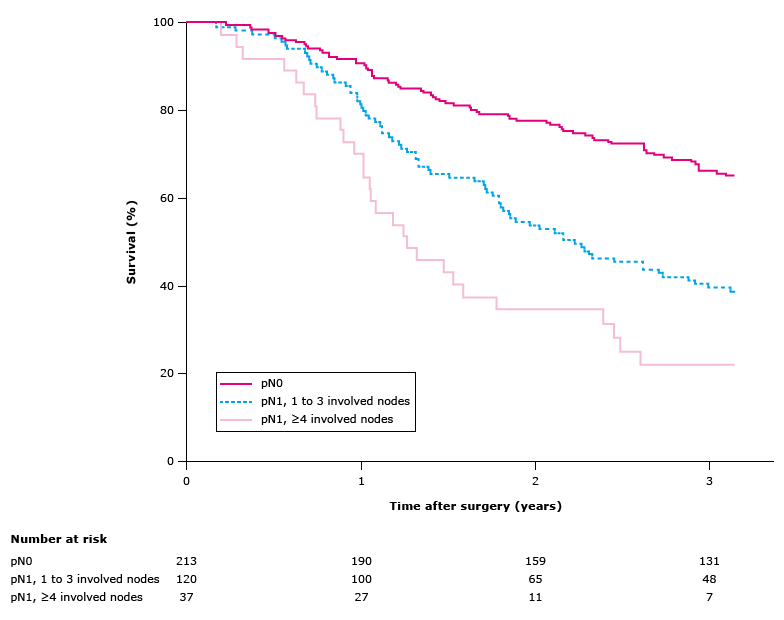 100
80
60
40
20
0
Survival (%)
pN0
pN1, 1 to 3 involved nodes
pN1, ≥4 involved nodes
0 1 2 3
Time after surgery (years)
Number at risk
pN0 213 190 159 131
pN1, 1 to 3 involved nodes 120 100 65 48
pN1, ≥4 involved nodes 37 27 11 7